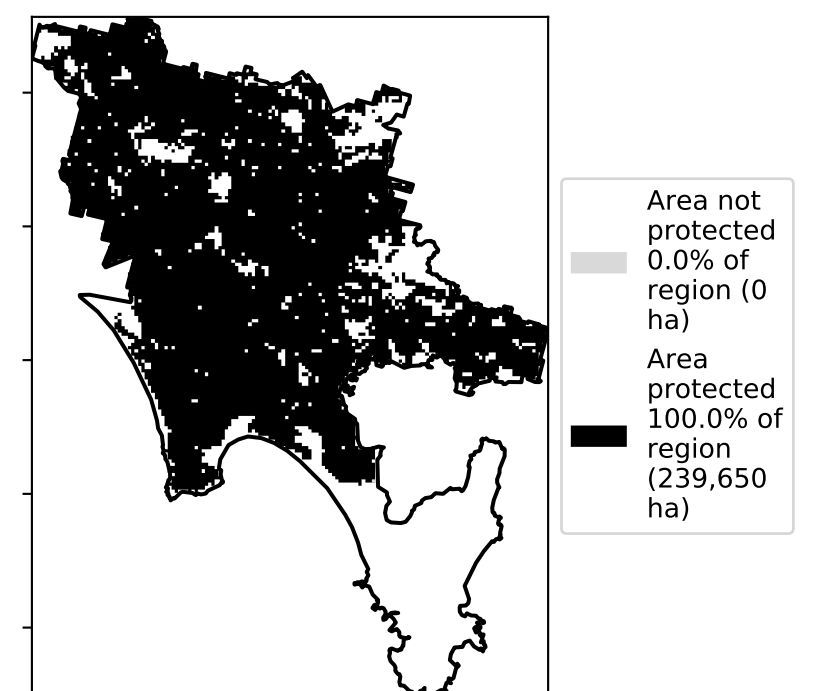 Area not
protected
0.0% of
region (0
ha)
Area
protected
100.0% of
region
(239,650
ha)